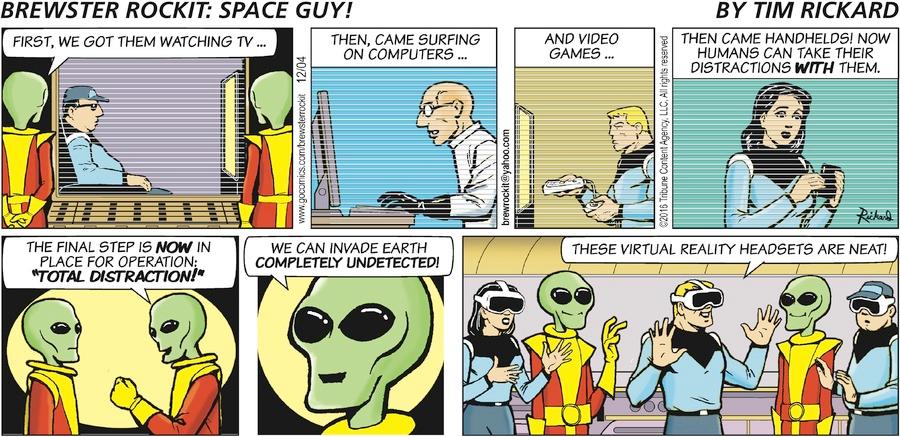 BREWSTER ROCKIT: SPACE GUY!
BY TIM RICKARD
FIRST, WE GOT THEM WATCHING TV ...
www.gocomics.com/brewsterrockit 12/04
THEN, CAME SURFING
ON COMPUTERS ...
brewrockit@yahoo.com
AND VIDEO
GAMES ...
©2016 Tribune Content Agency, LLC. All rights reserved
THEN CAME HANDHELDS! NOW
HUMANS CAN TAKE THEIR
DISTRACTIONS WITH THEM.
Rickard
THE FINAL STEP IS NOW IN
PLACE FOR OPERATION:
"TOTAL DISTRACTION!"
WE CAN INVADE EARTH
COMPLETELY UNDETECTED!
THESE VIRTUAL REALITY HEADSETS ARE NEAT!